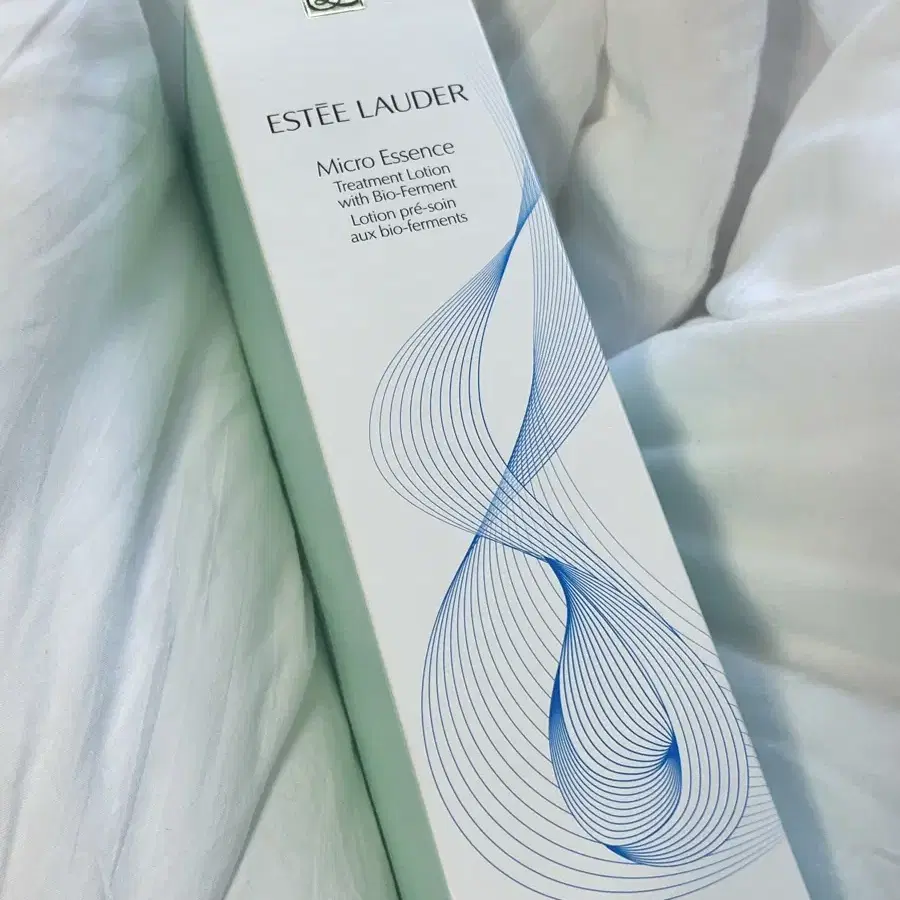 ESTĒE LAUDER
Micro Essence
Treatment Lotion
with Bio-Ferment
Lotion pré-soin
aux bio-ferments